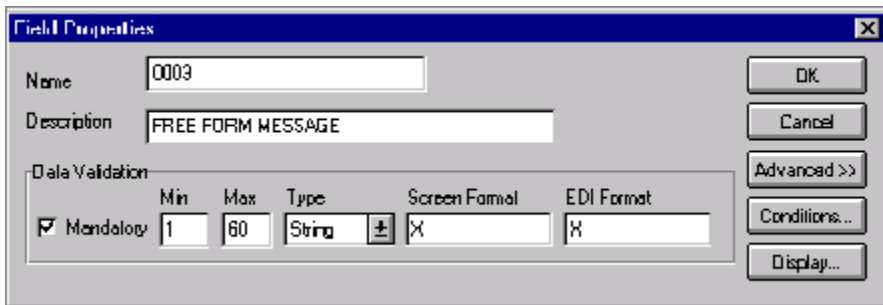 Field Properties
Name 0003
OK
Description FREE FORM MESSAGE
Cancel
Data Validation
Advanced >>
Min Max Type Screen Format EDI Format
Mandatory 1 60 String X X
Conditions...
Display...